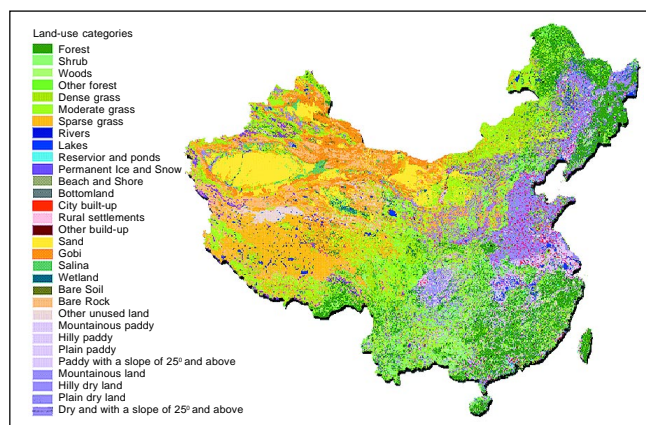 Land-use categories
Forest
Shrub
Woods
Other forest
Dense grass
Moderate grass
Sparse grass
Rivers
Lakes
Reservior and ponds
Permanent Ice and Snow
Beach and Shore
Bottomland
City built-up
Rural settlements
Other build-up
Sand
Gobi
Salina
Wetland
Bare Soil
Bare Rock
Other unused land
Mountainous paddy
Hilly paddy
Plain paddy
Paddy with a slope of 25⁰ and above
Mountainous land
Hilly dry land
Plain dry land
Dry and with a slope of 25⁰ and above